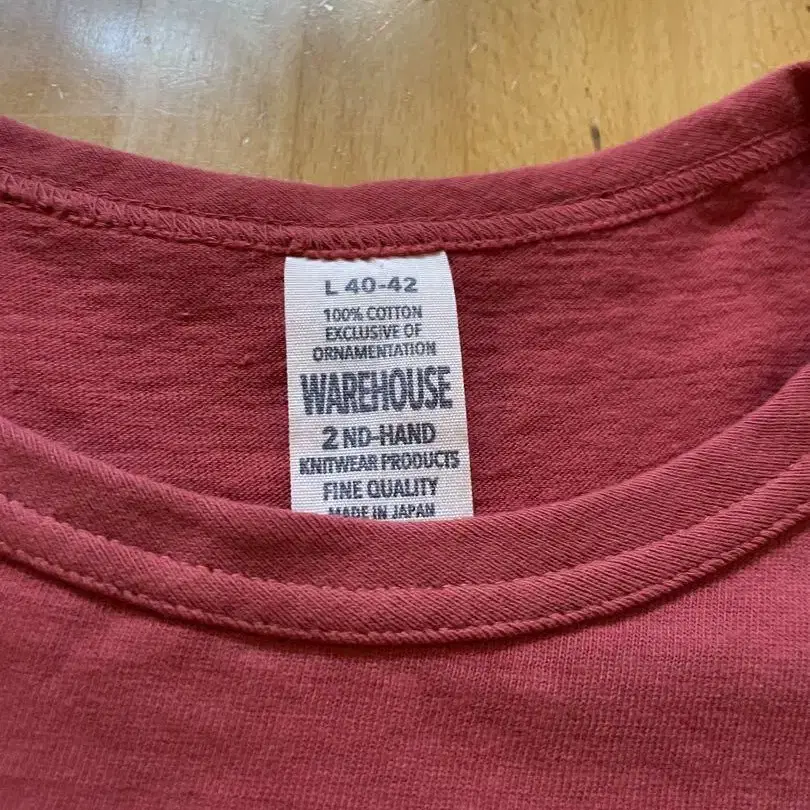 L 40-42
100% COTTON
EXCLUSIVE OF
ORNAMENTATION
WAREHOUSE
2 ND-HAND
KNITWEAR PRODUCTS
FINE QUALITY
MADE IN JAPAN